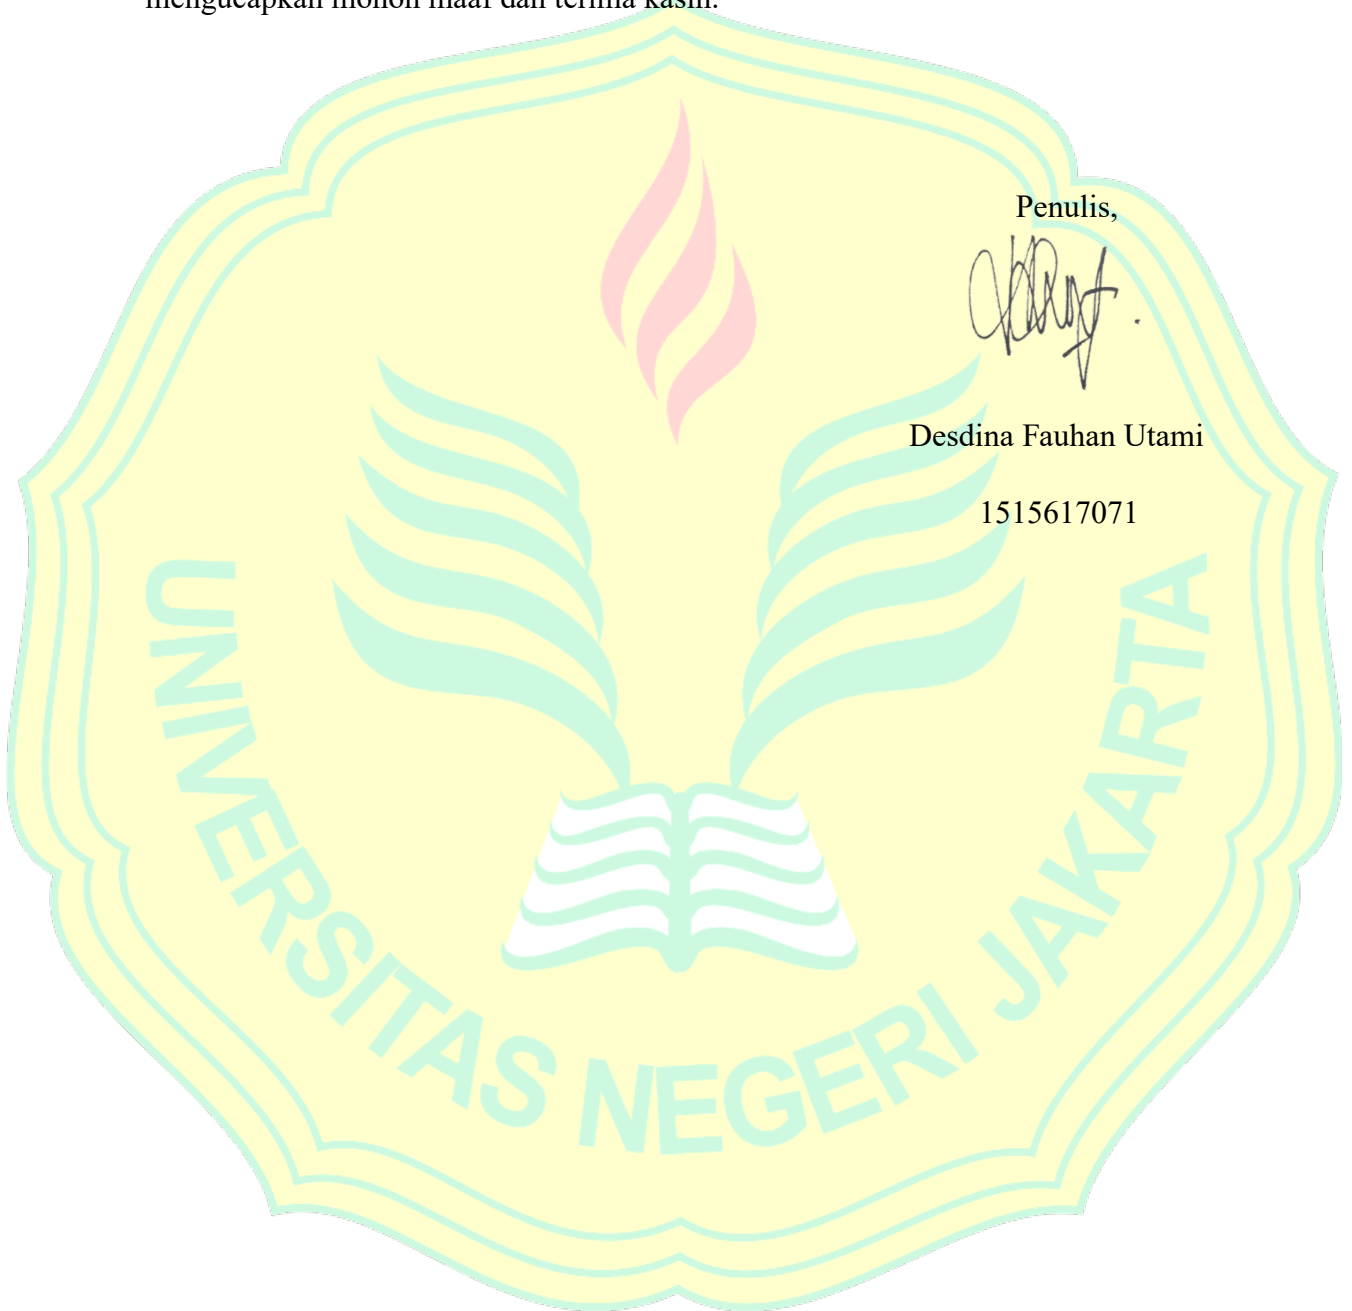 mengucapkan mohon maaf dan terima kasih.
Penulis,
Desdina Fauhan Utami
1515617071
UNIVERSITAS NEGERI JAKARTA